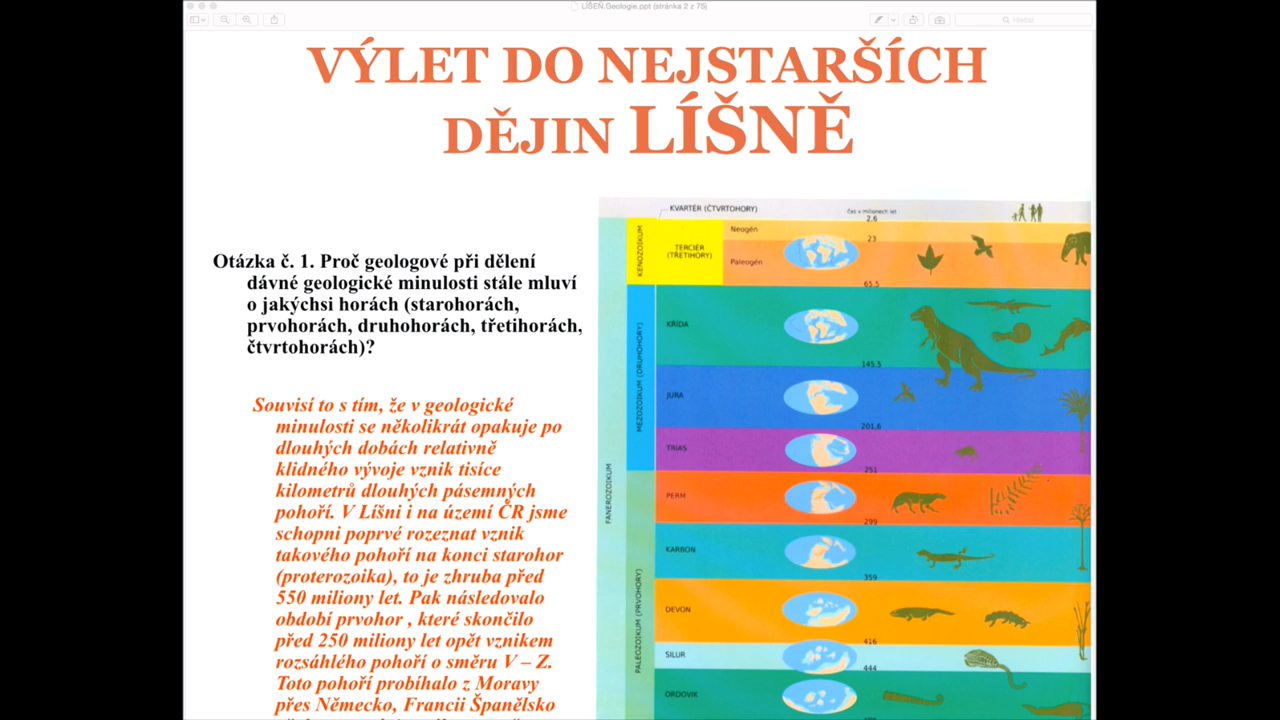 LÍŠEŇ.Geologie.ppt (stránka 2 z 75)
Hledat
VÝLET DO NEJSTARŠÍCH
DĚJIN LÍŠNĚ
Otázka č. 1. Proč geologové při dělení
dávné geologické minulosti stále mluví
o jakýchsi horách (starohorách,
prvohorách, druhohorách, třetihorách,
čtvrtohorách)?
Souvisí to s tím, že v geologické
minulosti se několikrát opakuje po
dlouhých dobách relativně
klidného vývoje vznik tisíce
kilometrů dlouhých pásemných
pohoří. V Líšni i na území ČR jsme
schopni poprvé rozeznat vznik
takového pohoří na konci starohor
(proterozoika), to je zhruba před
550 miliony let. Pak následovalo
období prvohor , které skončilo
před 250 miliony let opět vznikem
rozsáhlého pohoří o směru V – Z.
Toto pohoří probíhalo z Moravy
přes Německo, Francii Španělsko
KVARTÉR (ČTVRTOHORY)
čas v milionech let
2.6
KENOZOIKUM
TERCIÉR
(TŘETIHORY)
Neogén
23
Paleogén
65.5
FANEROZOIKUM
MEZOZOIKUM (DRUHOHORY)
KŘÍDA
145.5
JURA
201.6
TRIAS
251
PALEOZOIKUM (PRVOHORY)
PERM
299
KARBON
359
DEVON
416
SILUR
444
ORDOVIK